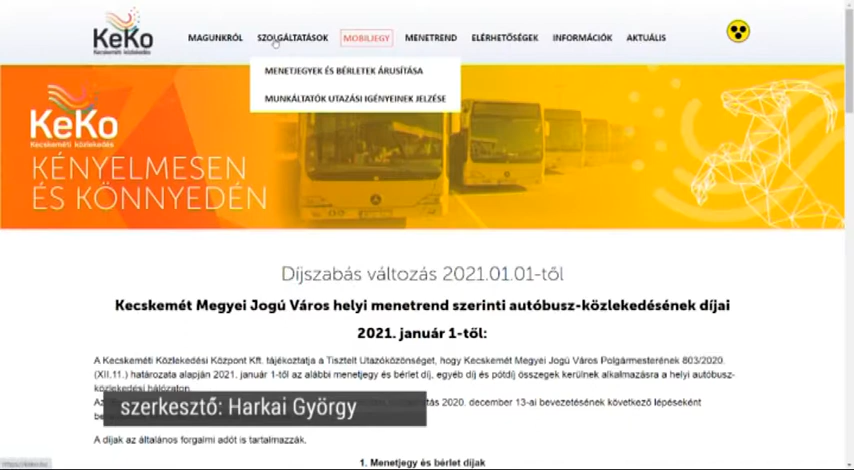 KeKo
Kecskeméti közlekedés
MAGUNKRÓL SZOLGÁLTATÁSOK MOBILJEGY MENETREND ELÉRHETŐSÉGEK INFORMÁCIÓK AKTUÁLIS
MENETJEGYEK ÉS BÉRLETEK ÁRUSÍTÁSA
MUNKÁLTATÓK UTAZÁSI IGÉNYEINEK JELZÉSE
KeKo
Kecskeméti közlekedés
KÉNYELMESEN
ÉS KÖNNYEDÉN
Díjszabás változás 2021.01.01-től
Kecskemét Megyei Jogú Város helyi menetrend szerinti autóbusz-közlekedésének díjai
2021. január 1-től:
A Kecskeméti Közlekedési Központ Kft. tájékoztatja a Tisztelt Utazóközönséget, hogy Kecskemét Megyei Jogú Város Polgármesterének 803/2020.
(XII.11.) határozata alapján 2021. január 1-től az alábbi menetjegy és bérlet díj, egyéb díj és pótdíj összegek kerülnek alkalmazásra a helyi autóbusz-
közlekedési hálózaton.
2020. december 13-ai bevezetésének következő lépéseként
szerkesztő: Harkai György
A díjak az általános forgalmi adót is tartalmazzák.
1. Menetjegy és bérlet díjak